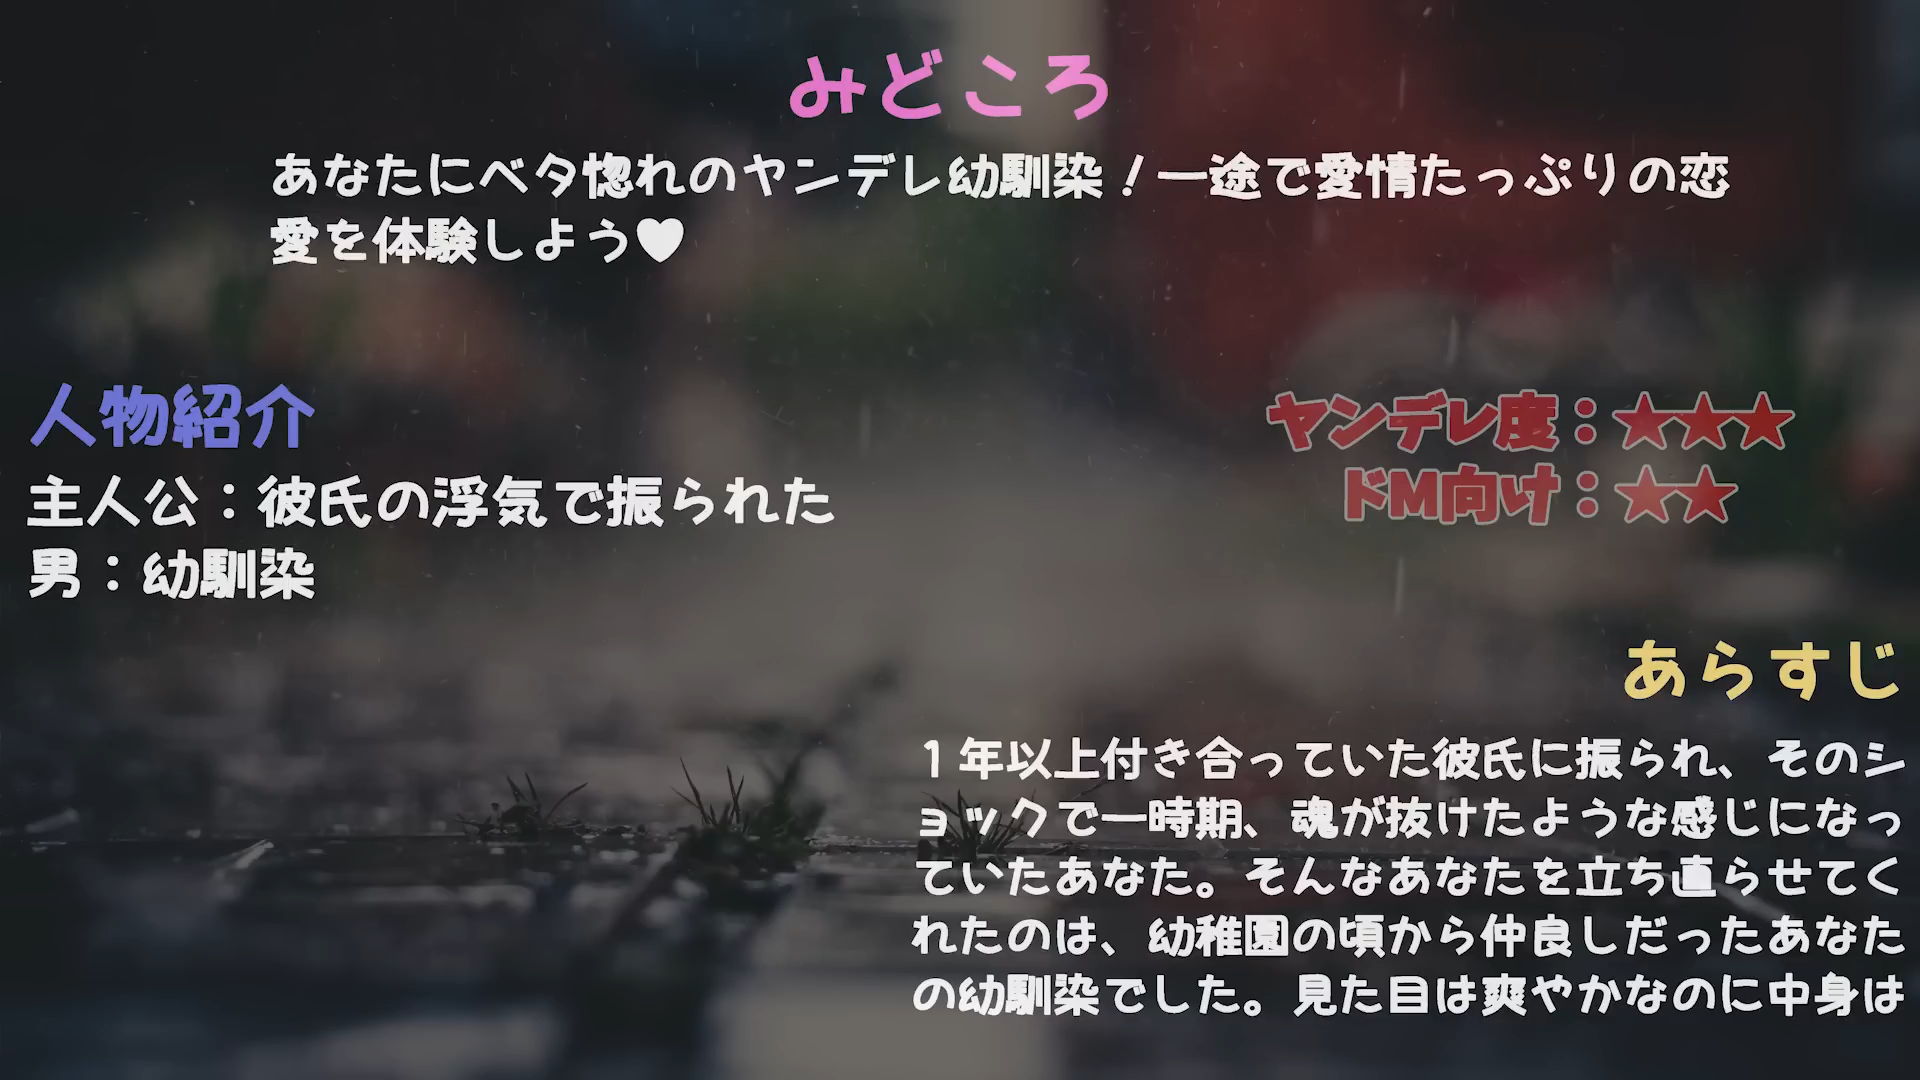 みどころ
あなたにベタ惚れのヤンデレ幼馴染！一途で愛情たっぷりの恋
愛を体験しよう♥
人物紹介
主人公：彼氏の浮気で振られた
男：幼馴染
ヤンデレ度：★★★
ドM向け：★★
あらすじ
１年以上付き合っていた彼氏に振られ、そのシ
ョックで一時期、魂が抜けたような感じになっ
ていたあなた。そんなあなたを立ち直らせてく
れたのは、幼稚園の頃から仲良しだったあなた
の幼馴染でした。見た目は爽やかなのに中身は